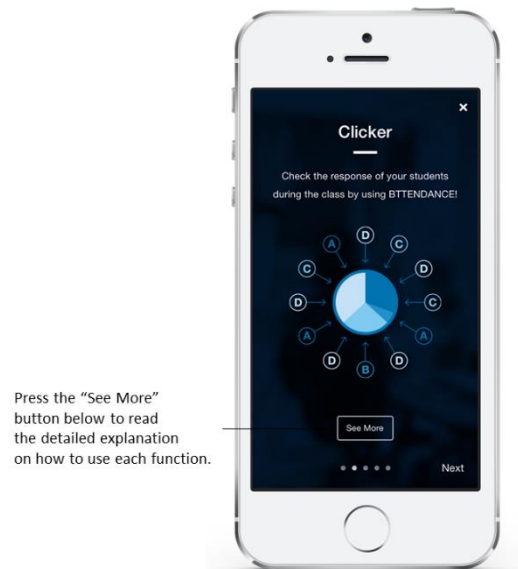 ×
Clicker
Check the response of your students
during the class by using BTTENDANCE!
D
A
C
C
D
D
C
A
A
D
D
B
See More
Next
Press the “See More”
button below to read
the detailed explanation
on how to use each function.